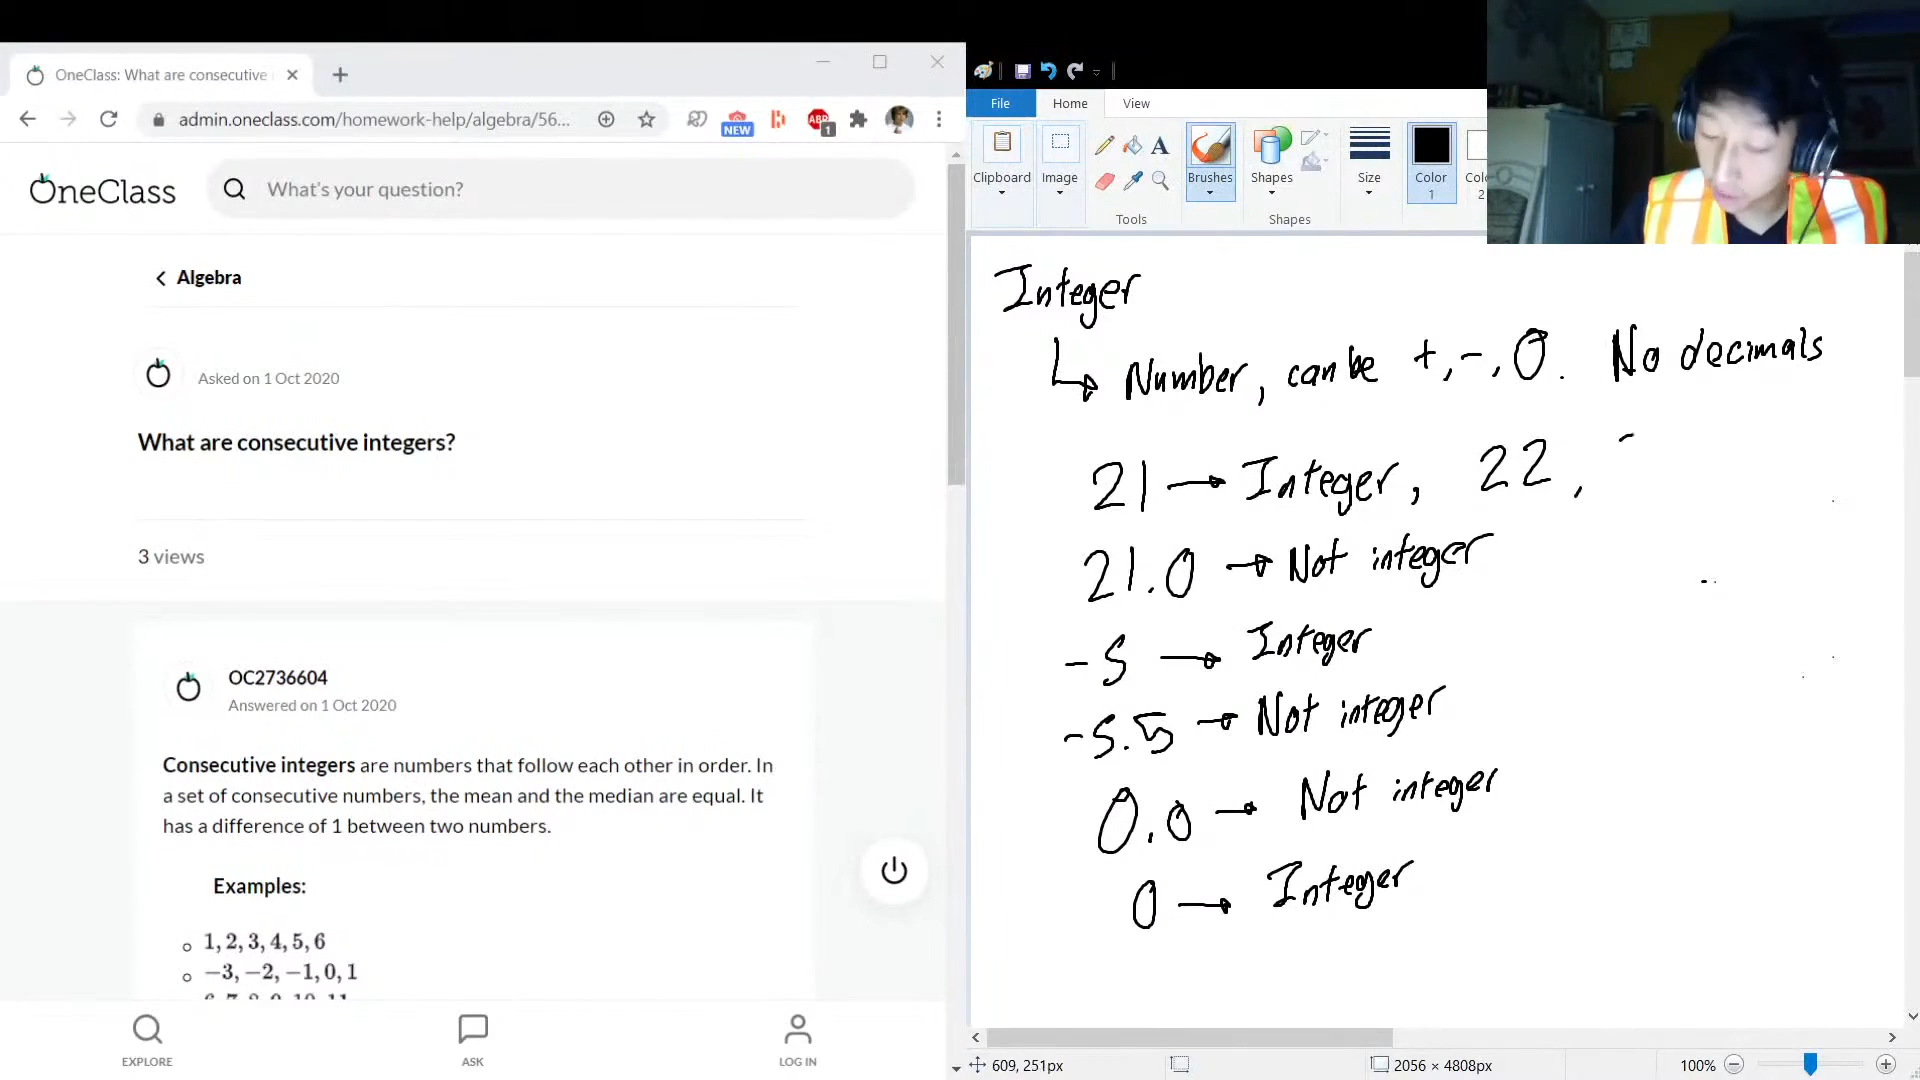 OneClass: What are consecutive
admin.oneclass.com/homework-help/algebra/56...
NEW
ABP
1
OneClass
What's your question?
Algebra
Asked on 1 Oct 2020
What are consecutive integers?
3 views
OC2736604
Answered on 1 Oct 2020
Consecutive integers are numbers that follow each other in order. In
a set of consecutive numbers, the mean and the median are equal. It
has a difference of 1 between two numbers.
Examples:
1, 2, 3, 4, 5, 6
−3, −2, −1, 0, 1
EXPLORE
ASK
LOG IN
File
Home
View
Clipboard
Image
Tools
Brushes
Shapes
Shapes
Size
Color
1
2
Integer
Number, can be +, -, 0. No decimals
21 → Integer, 22,
21.0 → Not integer
-5 → Integer
-5.5 → Not integer
0.0 → Not integer
0 → Integer
609, 251px
2056 × 4808px
100%